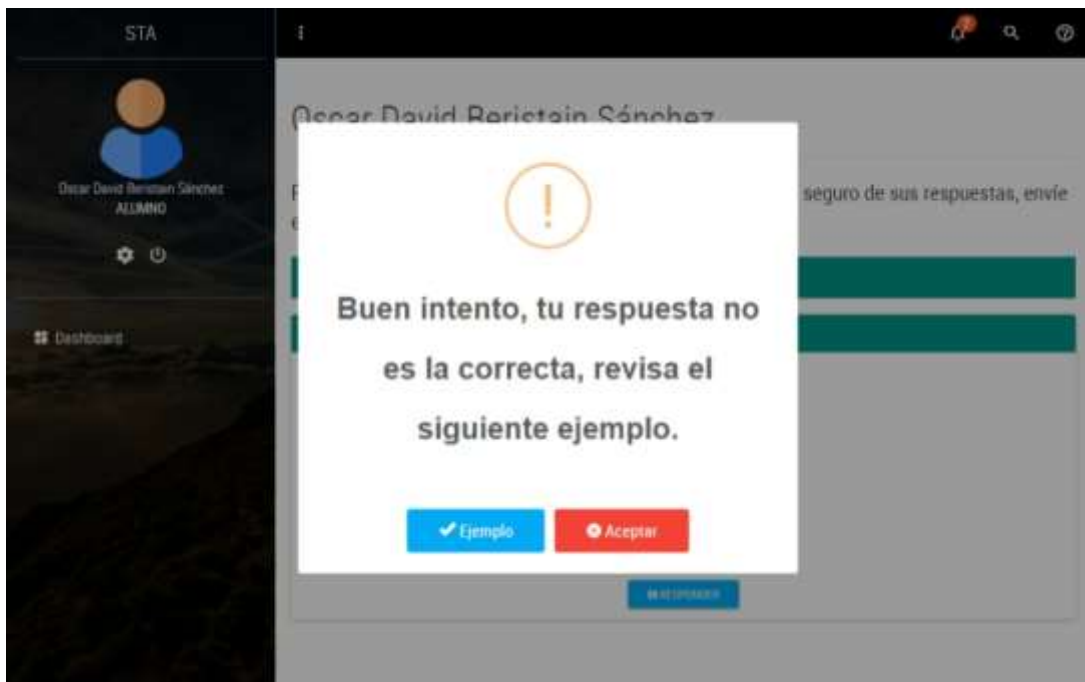 STA
Oscar David Beristain Sánchez
ALUMNO
Dashboard
Oscar David Beristain Sánchez
seguro de sus respuestas, envíe
Buen intento, tu respuesta no
es la correcta, revisa el
siguiente ejemplo.
Ejemplo
Aceptar
RESPONDER